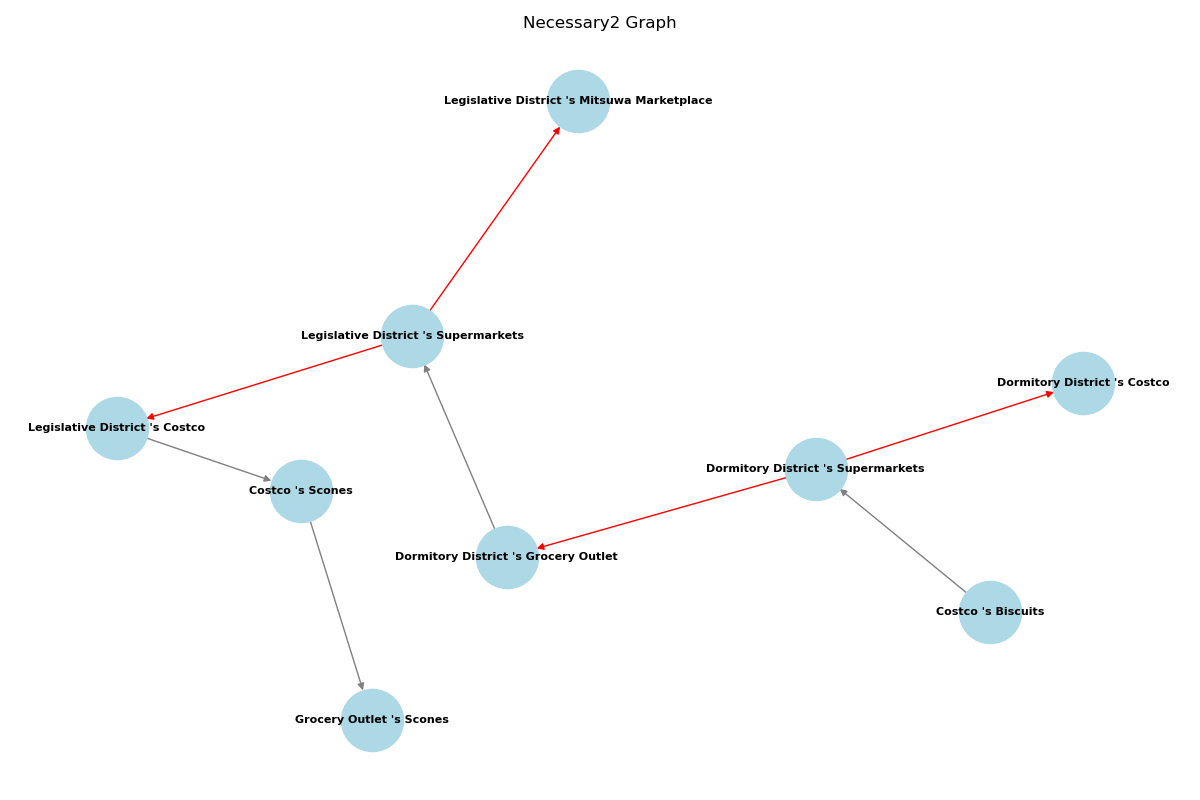 Necessary2 Graph
Legislative District 's Mitsuwa Marketplace
Legislative District 's Supermarkets
Dormitory District 's Costco
Legislative District 's Costco
Dormitory District 's Supermarkets
Costco 's Scones
Dormitory District 's Grocery Outlet
Costco 's Biscuits
Grocery Outlet 's Scones